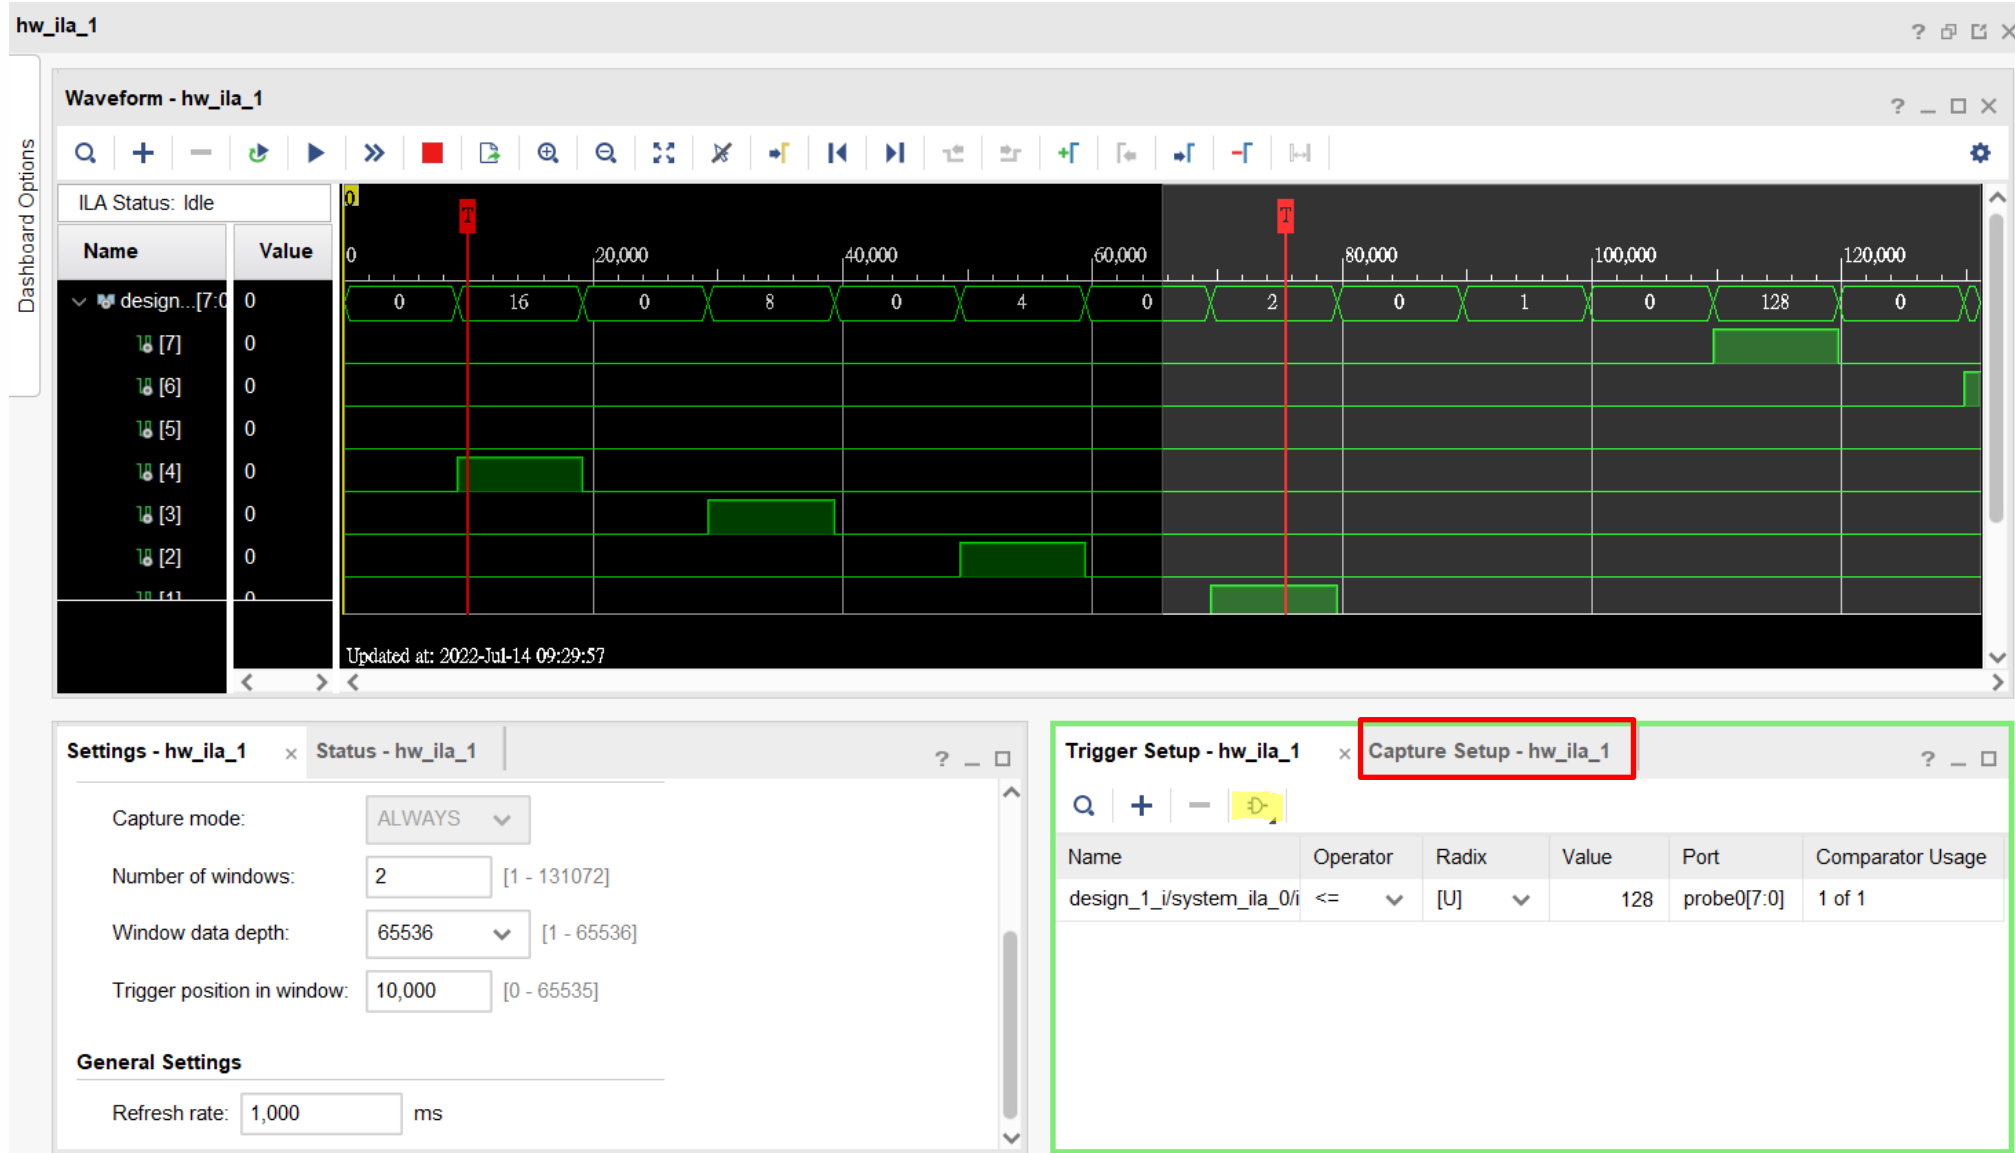 hw_ila_1
Dashboard Options
Waveform - hw_ila_1
ILA Status: Idle
Name Value
0
T T
0 20,000 40,000 60,000 80,000 100,000 120,000
design...[7:0 0 0 16 0 8 0 4 0 2 0 1 0 128 0
[7] 0
[6] 0
[5] 0
[4] 0
[3] 0
[2] 0
[1] 0
Updated at: 2022-Jul-14 09:29:57
Settings - hw_ila_1 × Status - hw_ila_1
Capture mode: ALWAYS
Number of windows: 2 [1 - 131072]
Window data depth: 65536 [1 - 65536]
Trigger position in window: 10,000 [0 - 65535]
General Settings
Refresh rate: 1,000 ms
Trigger Setup - hw_ila_1 × Capture Setup - hw_ila_1
Name Operator Radix Value Port Comparator Usage
design_1_i/system_ila_0/i <= [U] 128 probe0[7:0] 1 of 1